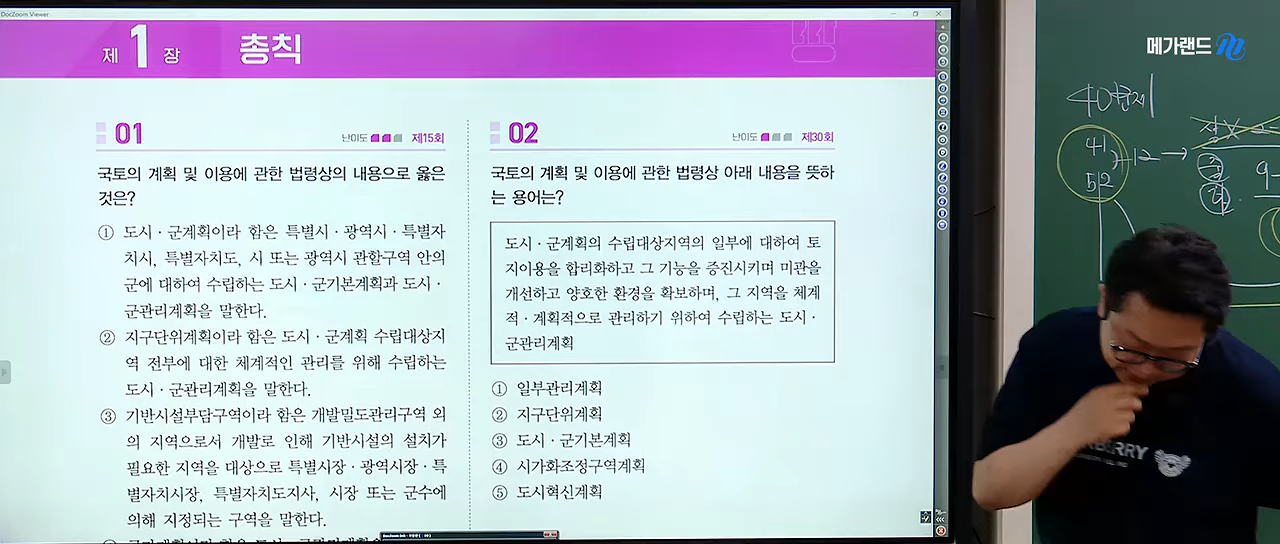 DocZoom Viewer
제 1 장 총칙
01
난이도
제15회
국토의 계획 및 이용에 관한 법령상의 내용으로 옳은
것은?
① 도시·군계획이라 함은 특별시·광역시·특별자
치시, 특별자치도, 시 또는 광역시 관할구역 안의
군에 대하여 수립하는 도시·군기본계획과 도시·
군관리계획을 말한다.
② 지구단위계획이라 함은 도시·군계획 수립대상지
역 전부에 대한 체계적인 관리를 위해 수립하는
도시·군관리계획을 말한다.
③ 기반시설부담구역이라 함은 개발밀도관리구역 외
의 지역으로서 개발로 인해 기반시설의 설치가
필요한 지역을 대상으로 특별시장·광역시장·특
별자치시장, 특별자치도지사, 시장 또는 군수에
의해 지정되는 구역을 말한다.
02
난이도
제30회
국토의 계획 및 이용에 관한 법령상 아래 내용을 뜻하
는 용어는?
도시·군계획의 수립대상지역의 일부에 대하여 토
지이용을 합리화하고 그 기능을 증진시키며 미관을
개선하고 양호한 환경을 확보하며, 그 지역을 체계
적·계획적으로 관리하기 위하여 수립하는 도시·
군관리계획
① 일부관리계획
② 지구단위계획
③ 도시·군기본계획
④ 시가화조정구역계획
⑤ 도시혁신계획
메가랜드
40문제
41
52
12 →
9-